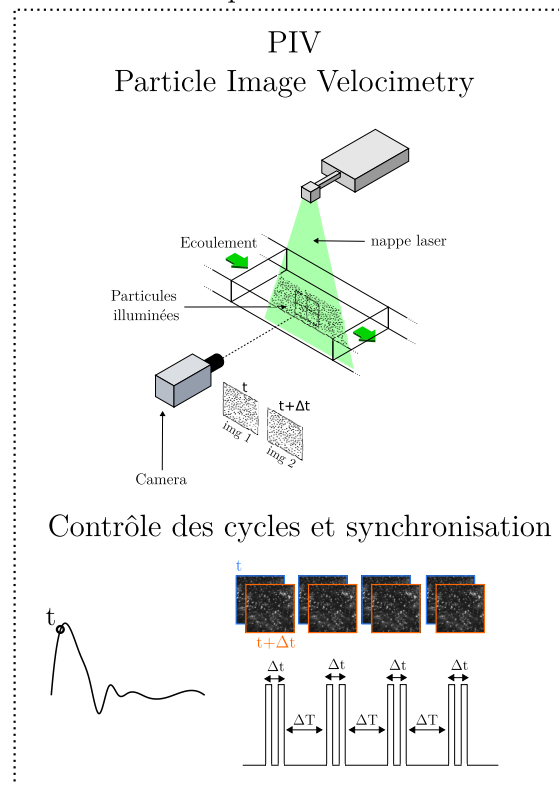 PIV
Particle Image Velocimetry
Ecoulement
nappe laser
Particules
illuminées
t
t+Δt
img 1
img 2
Camera
Contrôle des cycles et synchronisation
t
t
t+Δt
Δt
Δt
Δt
Δt
ΔT
ΔT
ΔT